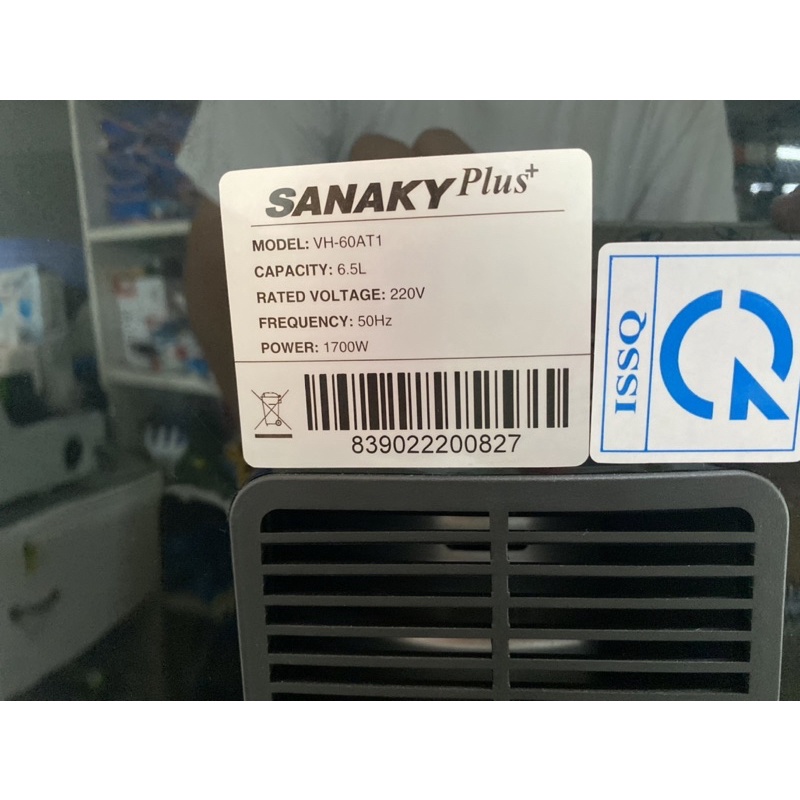 SANAKY Plus+
MODEL: VH-60AT1
CAPACITY: 6.5L
RATED VOLTAGE: 220V
FREQUENCY: 50Hz
POWER: 1700W
839022200827
ISSQ